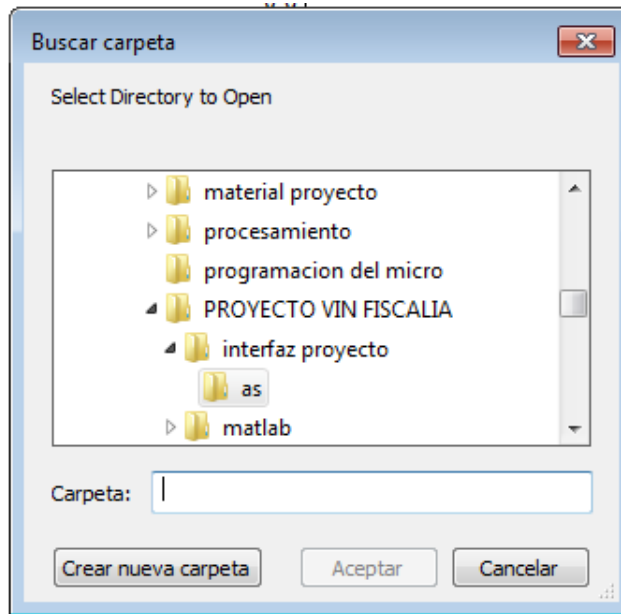 Buscar carpeta
Select Directory to Open
material proyecto
procesamiento
programacion del micro
PROYECTO VIN FISCALIA
interfaz proyecto
as
matlab
Carpeta:
Crear nueva carpeta Aceptar Cancelar